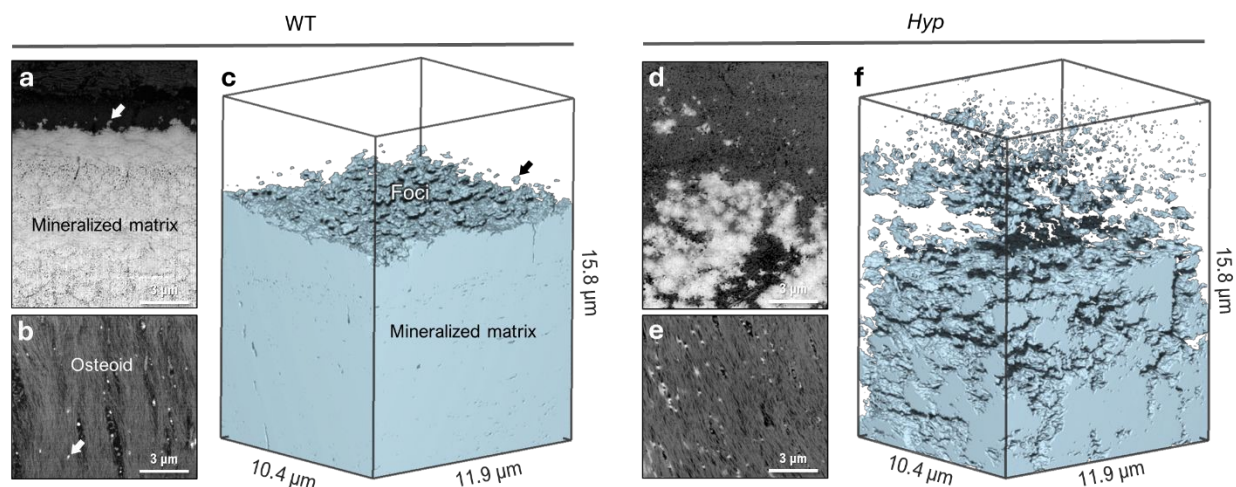 WT
Hyp
a
Mineralized matrix
3 µm
b
Osteoid
3 µm
c
Foci
Mineralized matrix
15.8 µm
10.4 µm
11.9 µm
d
3 µm
e
3 µm
f
15.8 µm
10.4 µm
11.9 µm